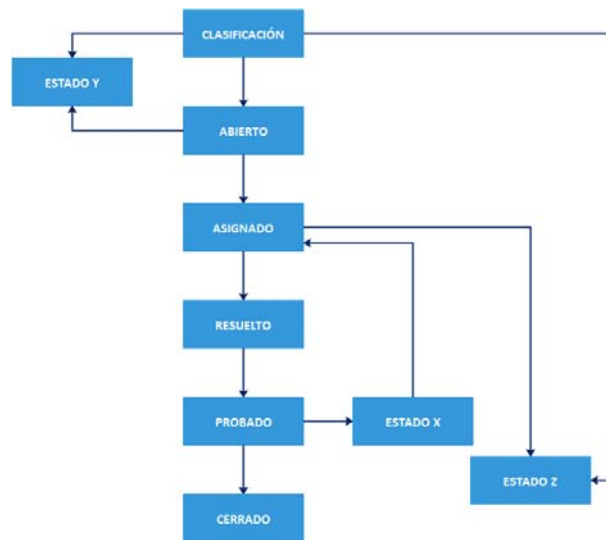 CLASIFICACIÓN
ESTADO Y
ABIERTO
ASIGNADO
RESUELTO
PROBADO
ESTADO X
ESTADO Z
CERRADO